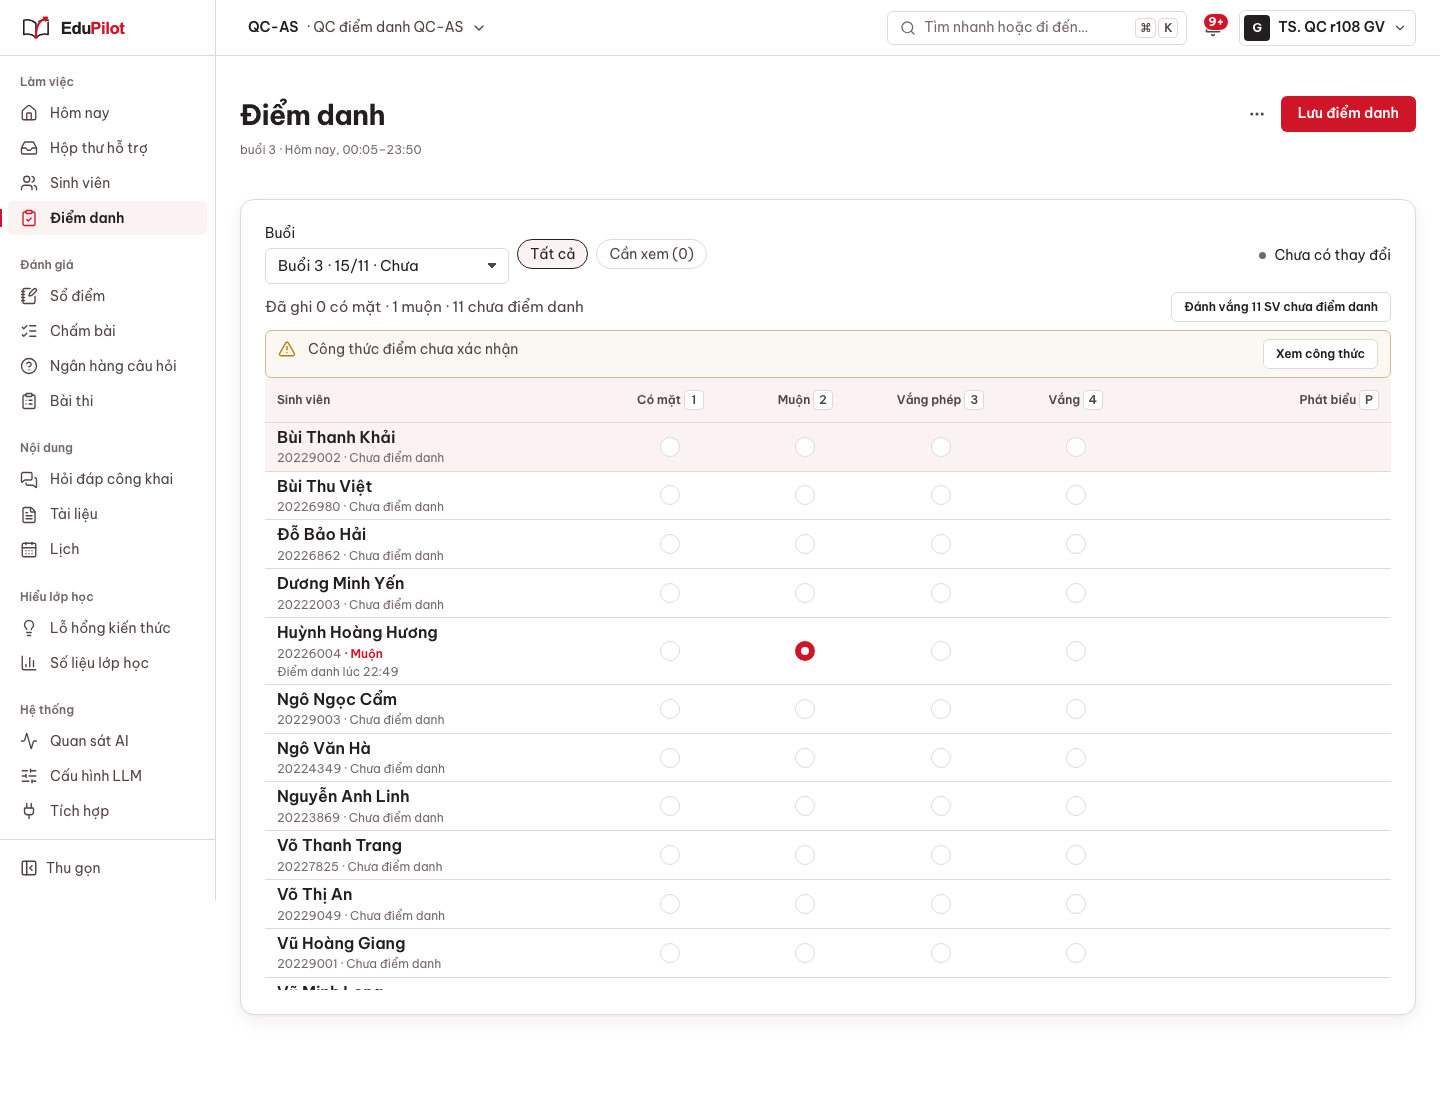 EduPilot
QC-AS · QC điểm danh QC-AS
Tìm nhanh hoặc đi đến...
⌘ K
9+
G TS. QC r108 GV
Làm việc
Hôm nay
Hộp thư hỗ trợ
Sinh viên
Điểm danh
Đánh giá
Sổ điểm
Chấm bài
Ngân hàng câu hỏi
Bài thi
Nội dung
Hỏi đáp công khai
Tài liệu
Lịch
Hiểu lớp học
Lỗ hổng kiến thức
Số liệu lớp học
Hệ thống
Quan sát AI
Cấu hình LLM
Tích hợp
Thu gọn
Điểm danh
Lưu điểm danh
buổi 3 · Hôm nay, 00:05–23:50
Buổi
Buổi 3 · 15/11 · Chưa
Tất cả
Cần xem (0)
Chưa có thay đổi
Đã ghi 0 có mặt · 1 muộn · 11 chưa điểm danh
Đánh vắng 11 SV chưa điểm danh
Công thức điểm chưa xác nhận
Xem công thức
Sinh viên Có mặt 1 Muộn 2 Vắng phép 3 Vắng 4 Phát biểu P
Bùi Thanh Khải
20229002 · Chưa điểm danh
Bùi Thu Việt
20226980 · Chưa điểm danh
Đỗ Bảo Hải
20226862 · Chưa điểm danh
Dương Minh Yến
20222003 · Chưa điểm danh
Huỳnh Hoàng Hương
20226004 · Muộn
Điểm danh lúc 22:49
Ngô Ngọc Cẩm
20229003 · Chưa điểm danh
Ngô Văn Hà
20224349 · Chưa điểm danh
Nguyễn Anh Linh
20223869 · Chưa điểm danh
Võ Thanh Trang
20227825 · Chưa điểm danh
Võ Thị An
20229049 · Chưa điểm danh
Vũ Hoàng Giang
20229001 · Chưa điểm danh
Vũ Minh Long